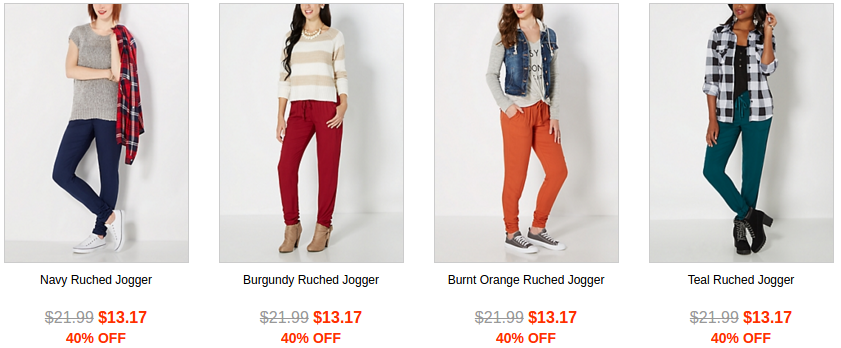 Navy Ruched Jogger
$21.99 $13.17
40% OFF
Burgundy Ruched Jogger
$21.99 $13.17
40% OFF
Burnt Orange Ruched Jogger
$21.99 $13.17
40% OFF
Teal Ruched Jogger
$21.99 $13.17
40% OFF